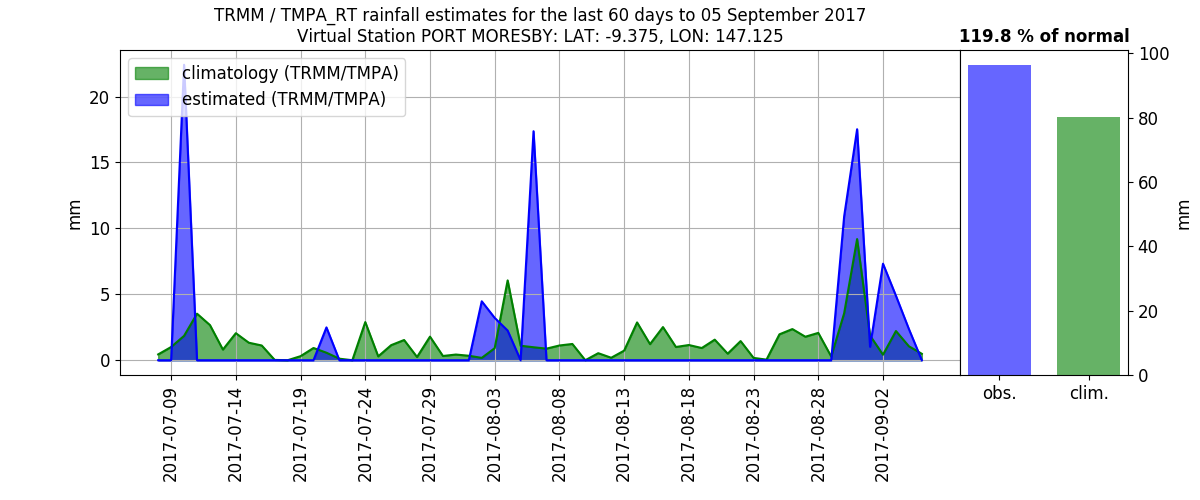 TRMM / TMPA_RT rainfall estimates for the last 60 days to 05 September 2017
Virtual Station PORT MORESBY: LAT: -9.375, LON: 147.125
119.8 % of normal
climatology (TRMM/TMPA)
estimated (TRMM/TMPA)
20
15
10
5
0
mm
2017-07-09
2017-07-14
2017-07-19
2017-07-24
2017-07-29
2017-08-03
2017-08-08
2017-08-13
2017-08-18
2017-08-23
2017-08-28
2017-09-02
100
80
60
40
20
0
mm
obs.
clim.